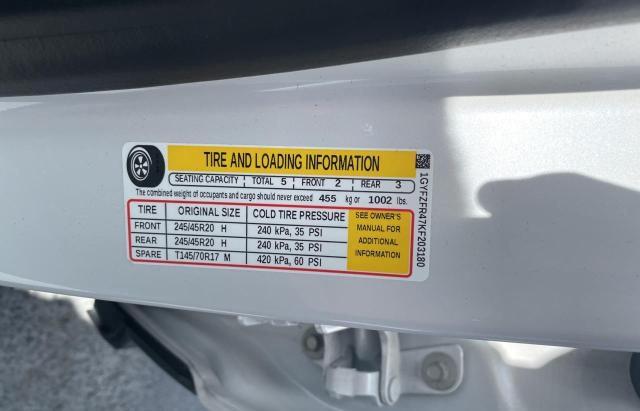 TIRE AND LOADING INFORMATION
SEATING CAPACITY TOTAL 5 FRONT 2 REAR 3
The combined weight of occupants and cargo should never exceed 455 kg or 1002 lbs.
TIRE ORIGINAL SIZE COLD TIRE PRESSURE
FRONT 245/45R20 H 240 kPa, 35 PSI
REAR 245/45R20 H 240 kPa, 35 PSI
SPARE T145/70R17 M 420 kPa, 60 PSI
SEE OWNER'S
MANUAL FOR
ADDITIONAL
INFORMATION
1GYFZFR47KF203180